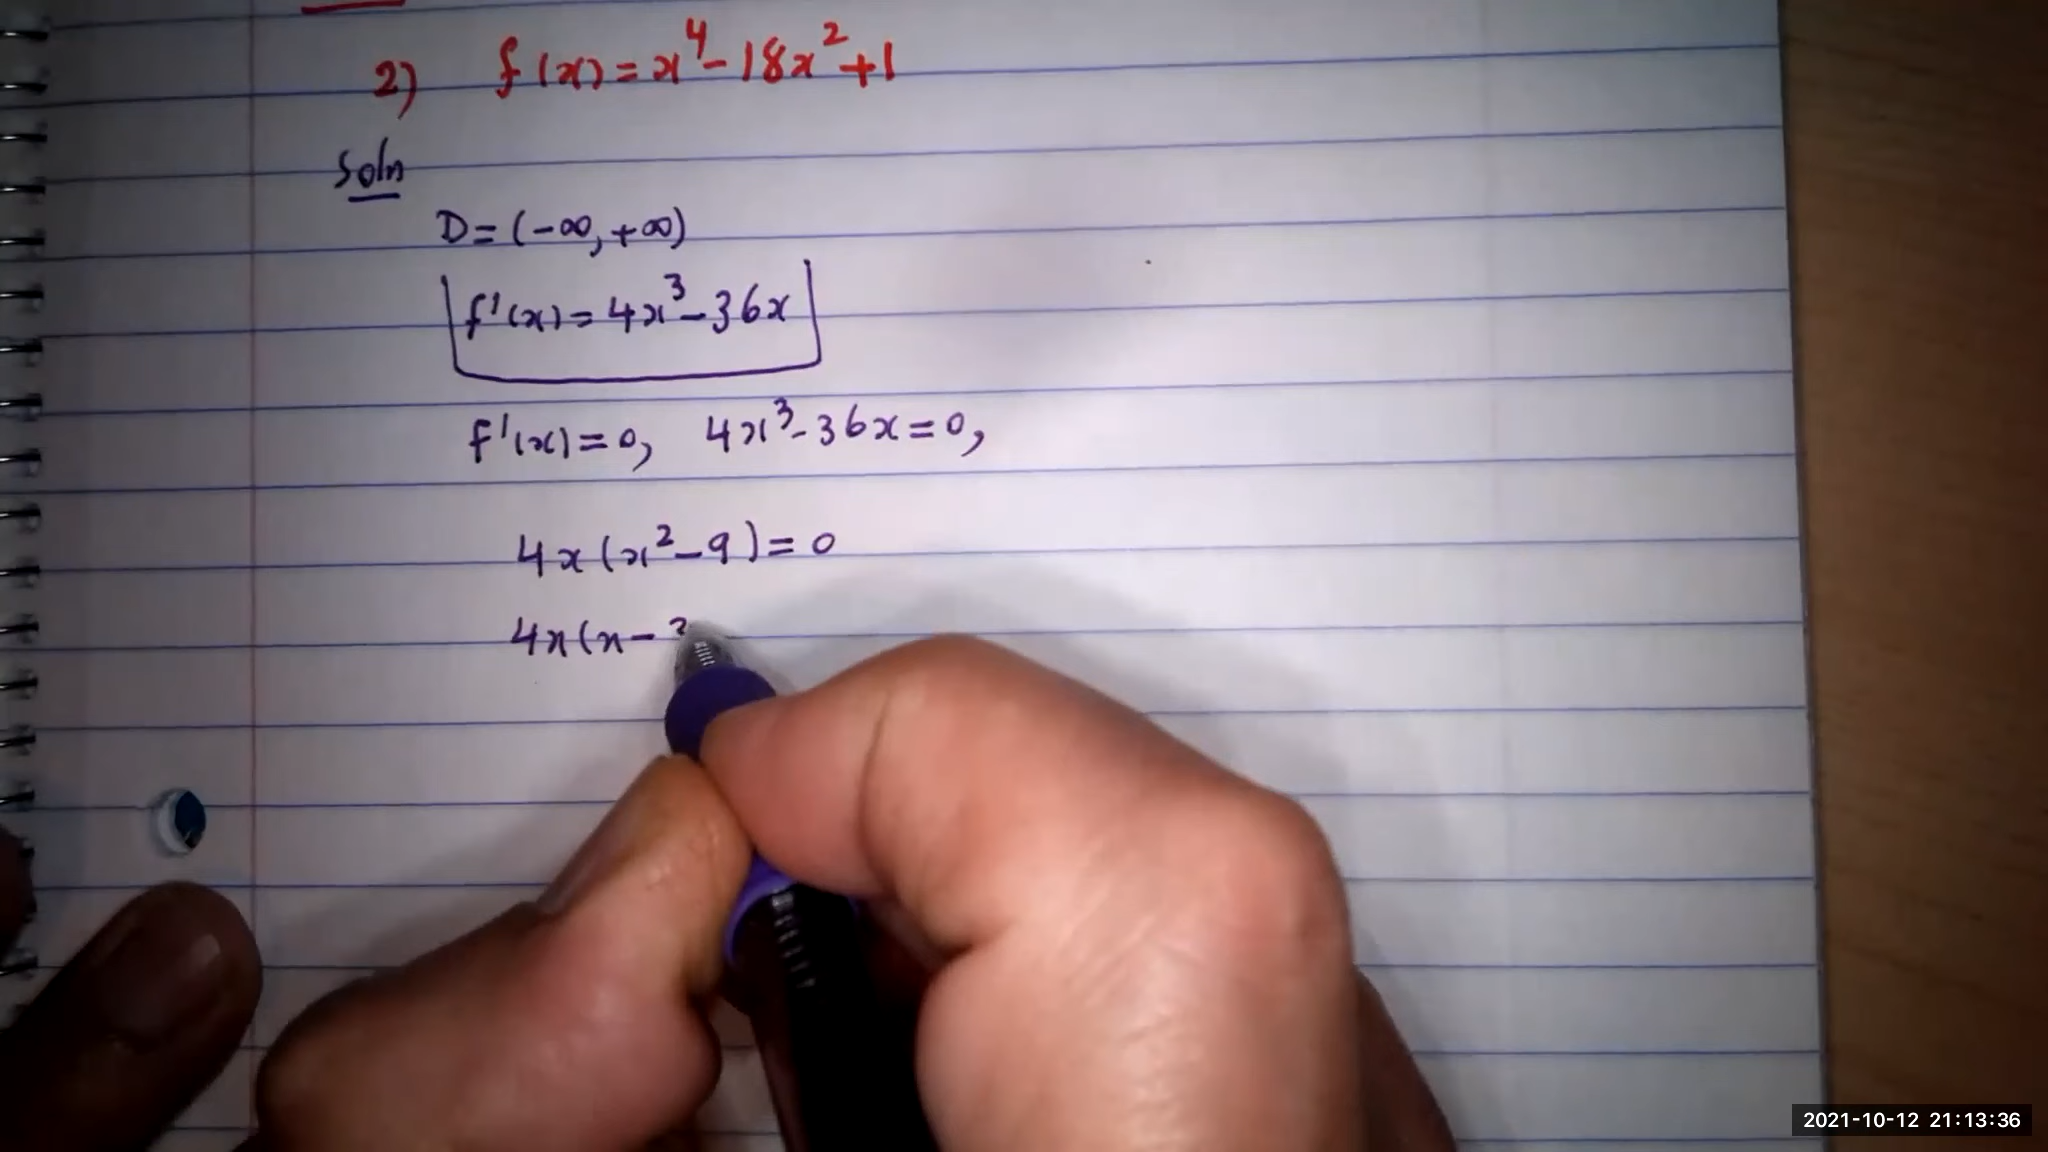 2) f(x) = x⁴ - 18x² + 1
Soln
D = (-∞, +∞)
f'(x) = 4x³ - 36x
f'(x) = 0, 4x³ - 36x = 0,
4x(x² - 9) = 0
4x(x -
2021-10-12 21:13:36